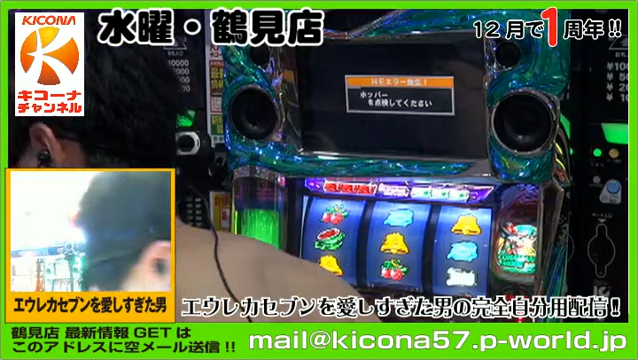 KICONA
キコーナ
チャンネル
水曜・鶴見店
12月で1周年!!
HEエラー発生!
ホッパー
を点検してください
エウレカセブンを愛しすぎた男
エウレカセブンを愛しすぎた男の完全自分用配信!
鶴見店 最新情報 GET は
このアドレスに空メール送信!!
mail@kicona57.p-world.jp